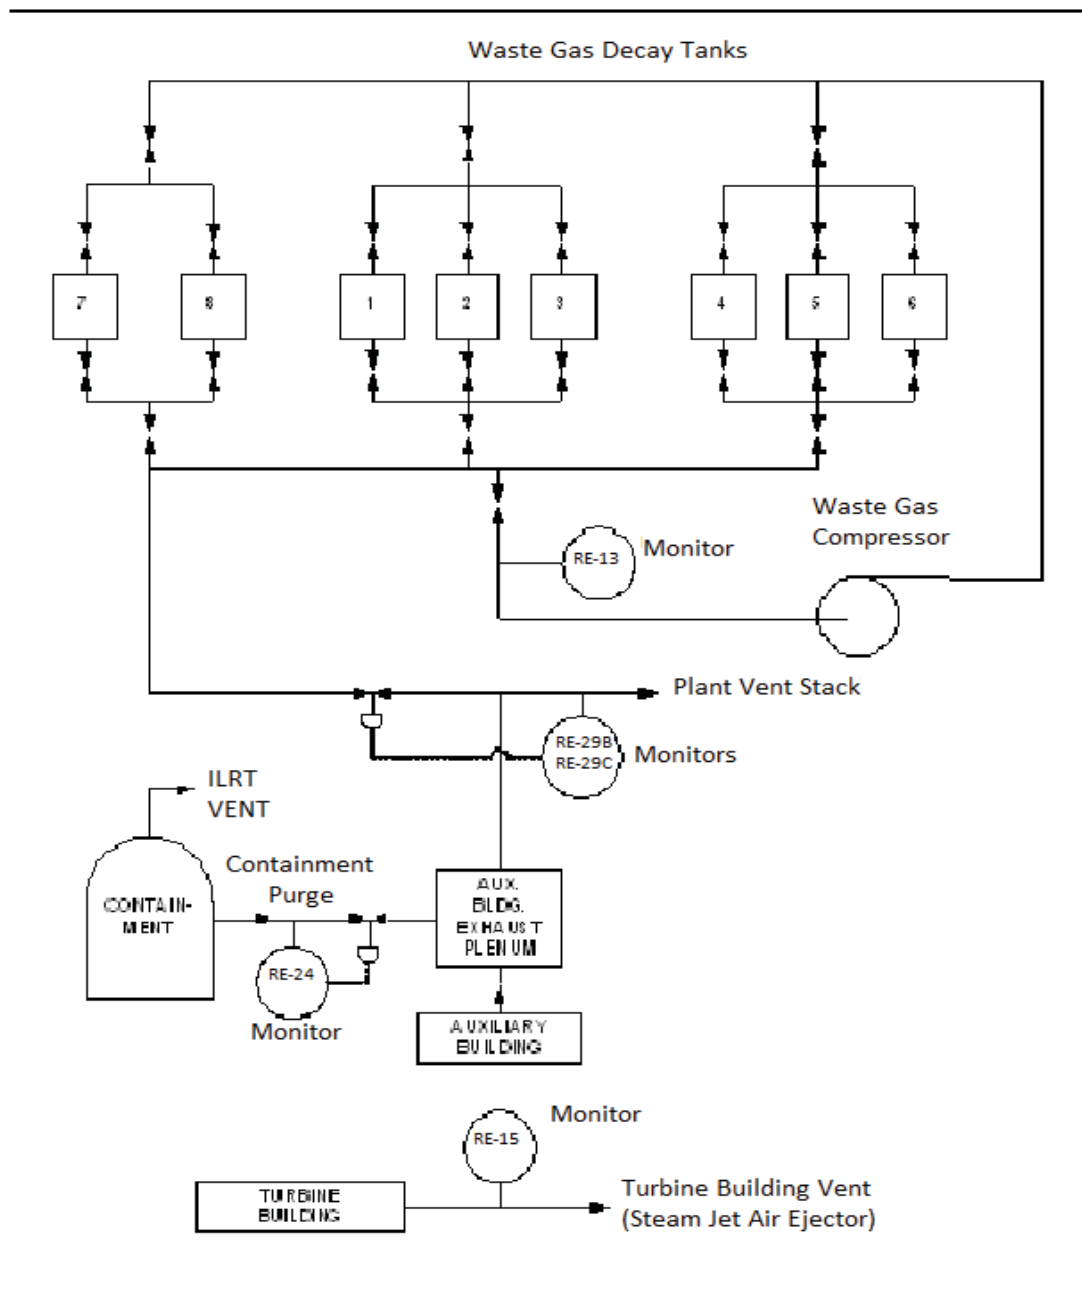 Waste Gas Decay Tanks
7
8
1
2
3
4
5
6
Waste Gas
Compressor
RE-13
Monitor
Plant Vent Stack
RE-29B
RE-29C
Monitors
ILRT
VENT
Containment
Purge
CONTAIN-
MENT
AUX.
BLDG.
EXHAUST
PLENUM
RE-24
Monitor
AUXILIARY
BUILDING
Monitor
RE-15
TURBINE
BUILDING
Turbine Building Vent
(Steam Jet Air Ejector)